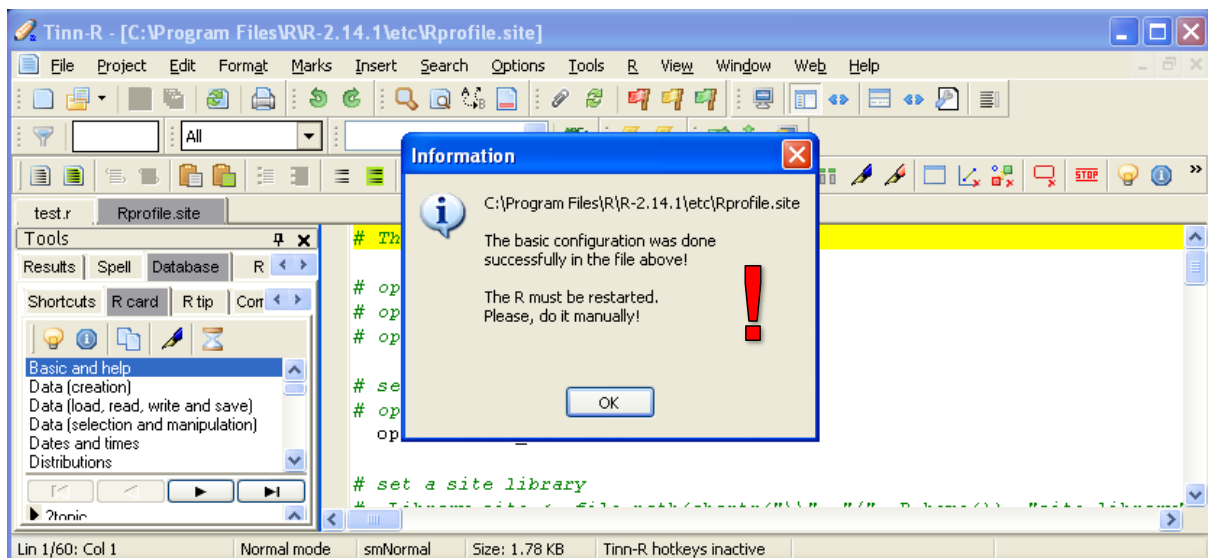 Tinn-R - [C:\Program Files\R\R-2.14.1\etc\Rprofile.site]
File Project Edit Format Marks Insert Search Options Tools R View Window Web Help
All
Information
C:\Program Files\R\R-2.14.1\etc\Rprofile.site
The basic configuration was done
successfully in the file above!
The R must be restarted.
Please, do it manually!
!
OK
STOP
test.r Rprofile.site
Tools
Results Spell Database R
Shortcuts R card R tip
Basic and help
Data (creation)
Data (load, read, write and save)
Data (selection and manipulation)
Dates and times
Distributions
?topic
# Th
# op
# op
# op
# se
# op
op
# set a site library
Lin 1/60: Col 1 Normal mode smNormal Size: 1.78 KB Tinn-R hotkeys inactive